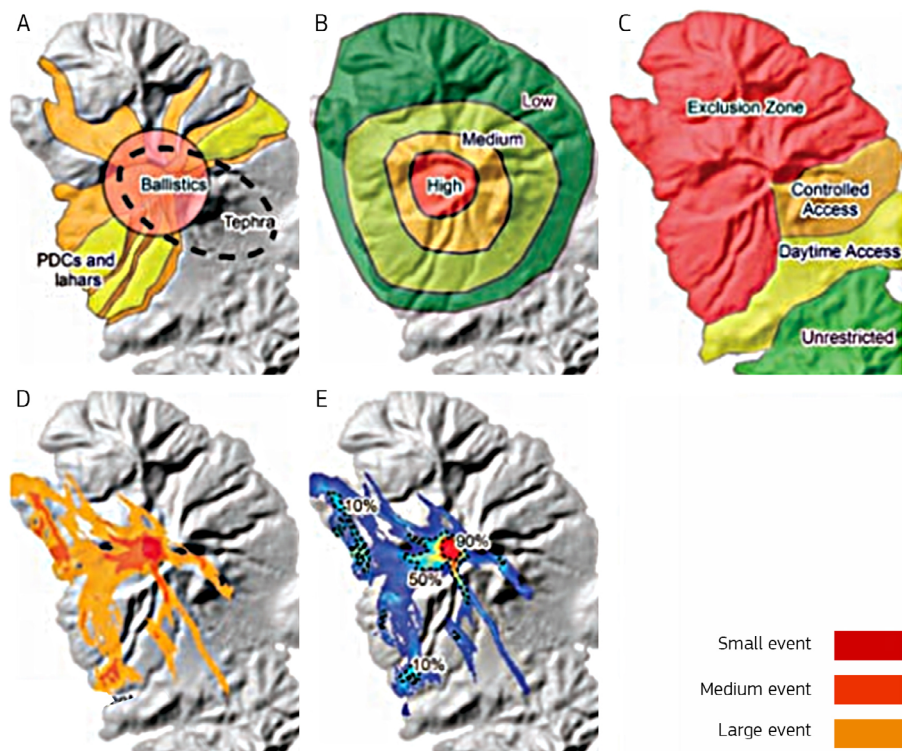 A
Ballistics
Tephra
PDCs and
lahars
B
Low
Medium
High
C
Exclusion Zone
Controlled
Access
Daytime Access
Unrestricted
D
E
10%
90%
50%
10%
Small event
Medium event
Large event